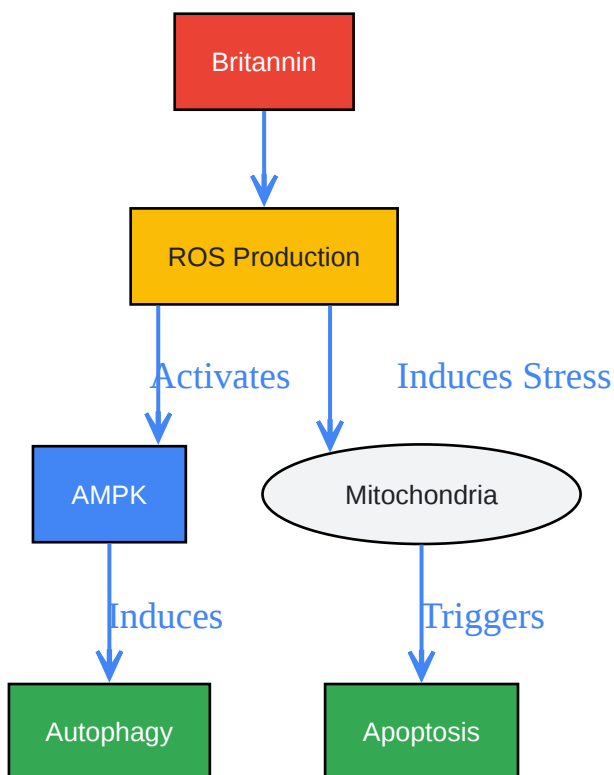 Britannin
ROS Production
Activates
Induces Stress
AMPK
Mitochondria
Induces
Triggers
Autophagy
Apoptosis